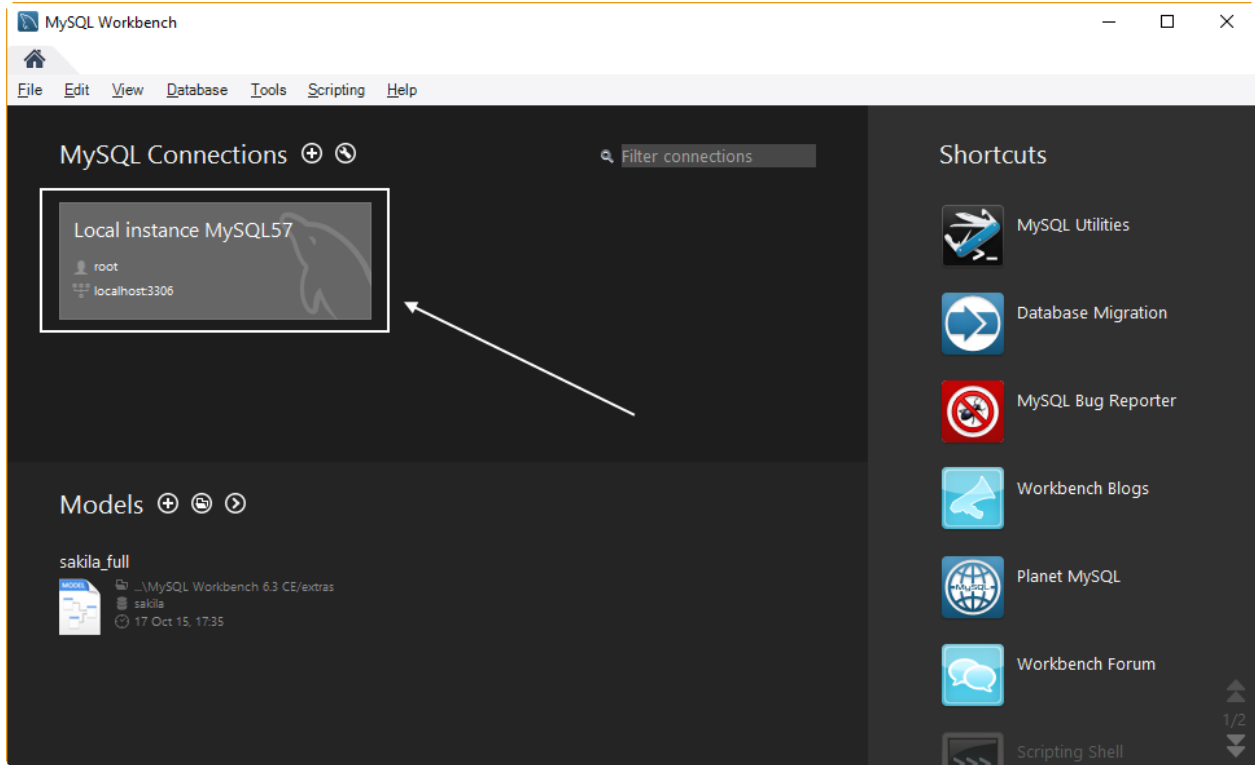 MySQL Workbench
File Edit View Database Tools Scripting Help
MySQL Connections
Filter connections
Local instance MySQL57
root
localhost:3306
Models
sakila_full
...\MySQL Workbench 6.3 CE/extras
sakila
17 Oct 15, 17:35
Shortcuts
MySQL Utilities
Database Migration
MySQL Bug Reporter
Workbench Blogs
MySQL
Planet MySQL
Workbench Forum
Scripting Shell
1/2
MODEL